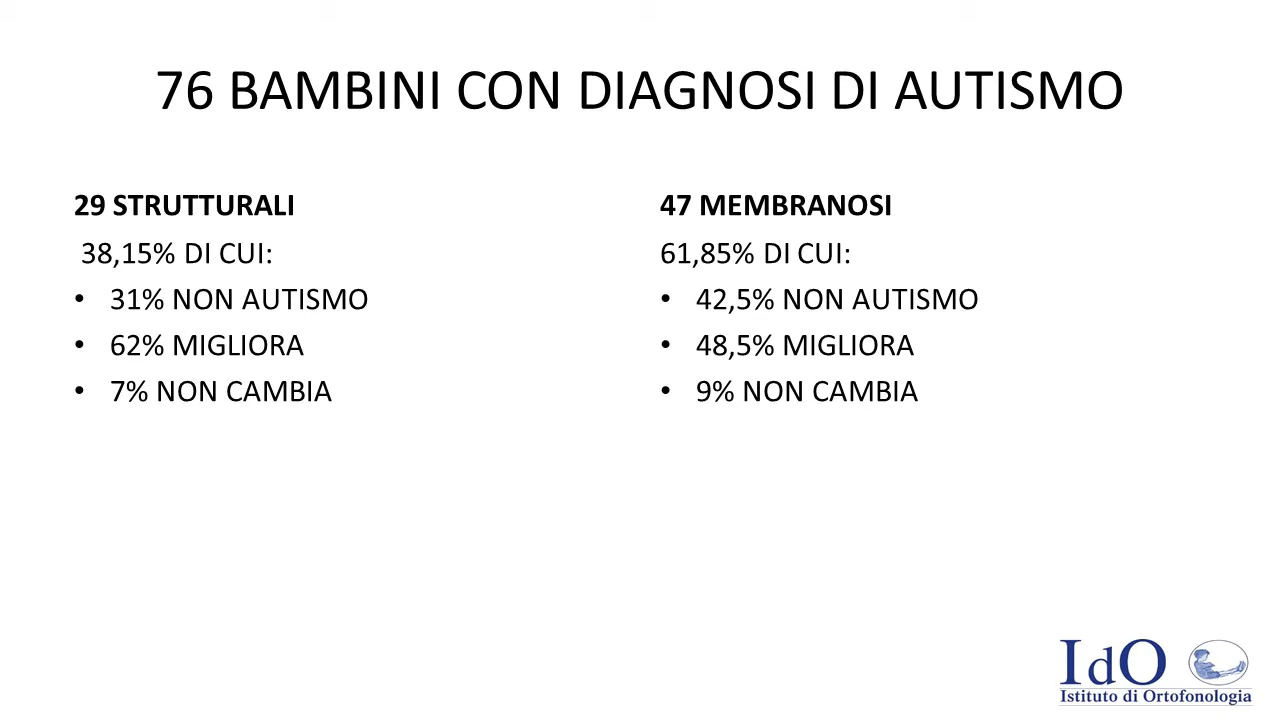 76 BAMBINI CON DIAGNOSI DI AUTISMO
29 STRUTTURALI
38,15% DI CUI:
• 31% NON AUTISMO
• 62% MIGLIORA
• 7% NON CAMBIA
47 MEMBRANOSI
61,85% DI CUI:
• 42,5% NON AUTISMO
• 48,5% MIGLIORA
• 9% NON CAMBIA
IdO
Istituto di Ortofonologia